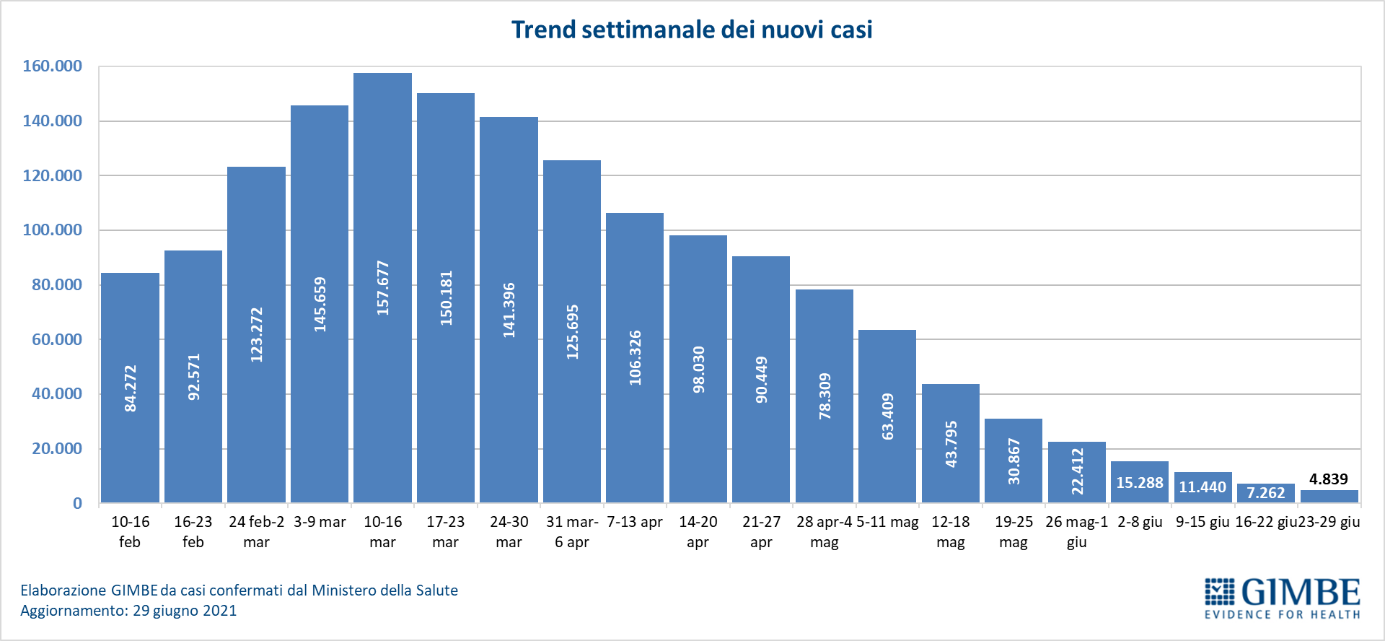 Trend settimanale dei nuovi casi
160.000
140.000
120.000
100.000
80.000
60.000
40.000
20.000
0
84.272
92.571
123.272
145.659
157.677
150.181
141.396
125.695
106.326
98.030
90.449
78.309
63.409
43.795
30.867
22.412
15.288
11.440
7.262
4.839
10-16
feb
16-23
feb
24 feb-2
mar
3-9 mar
10-16
mar
17-23
mar
24-30
mar
31 mar-
6 apr
7-13 apr
14-20
apr
21-27
apr
28 apr-4
mag
5-11 mag
12-18
mag
19-25
mag
26 mag-1
giu
2-8 giu
9-15 giu
16-22 giu
23-29 giu
Elaborazione GIMBE da casi confermati dal Ministero della Salute
Aggiornamento: 29 giugno 2021
GIMBE
EVIDENCE FOR HEALTH